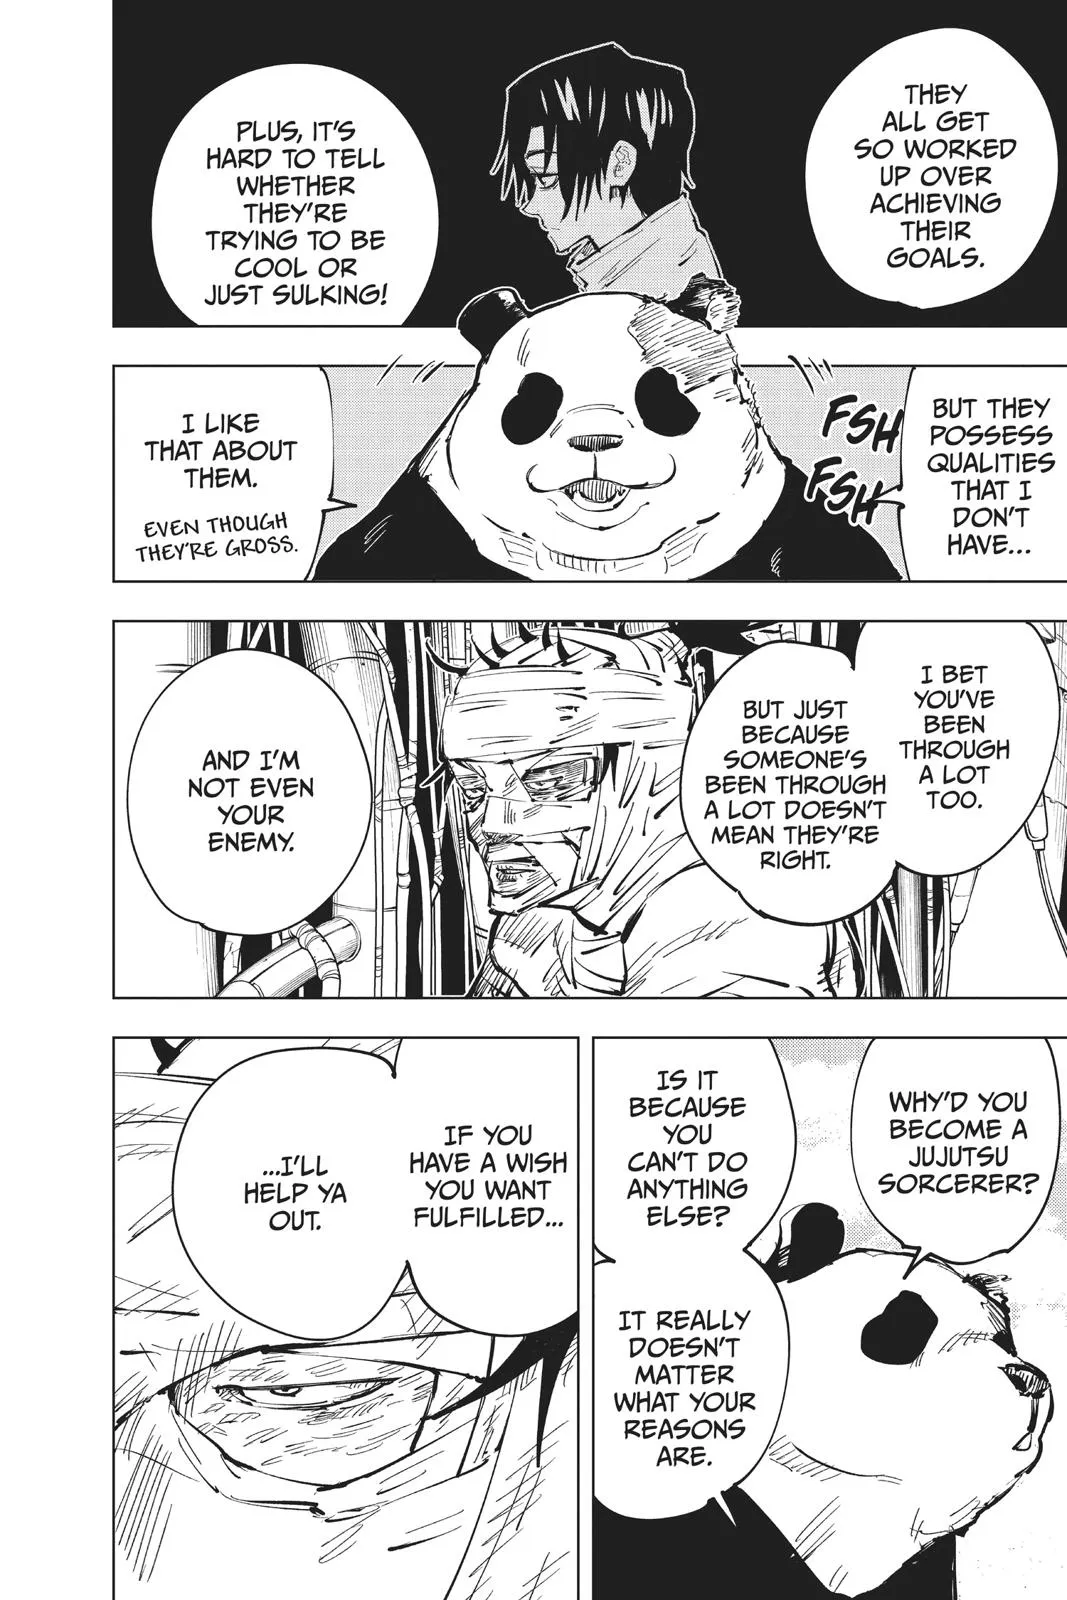 THEY
ALL GET
SO WORKED
UP OVER
ACHIEVING
THEIR
GOALS.
PLUS, IT'S
HARD TO TELL
WHETHER
THEY'RE
TRYING TO BE
COOL OR
JUST SULKING!
BUT THEY
POSSESS
QUALITIES
THAT I
DON'T
HAVE...
FSH
FSH
I LIKE
THAT ABOUT
THEM.
EVEN THOUGH
THEY'RE GROSS.
I BET
YOU'VE
BEEN
THROUGH
A LOT
TOO.
BUT JUST
BECAUSE
SOMEONE'S
BEEN THROUGH
A LOT DOESN'T
MEAN THEY'RE
RIGHT.
AND I'M
NOT EVEN
YOUR
ENEMY.
WHY'D YOU
BECOME A
JUJUTSU
SORCERER?
IS IT
BECAUSE
YOU
CAN'T DO
ANYTHING
ELSE?
IT REALLY
DOESN'T
MATTER
WHAT YOUR
REASONS
ARE.
IF YOU
HAVE A WISH
YOU WANT
FULFILLED...
...I'LL
HELP YA
OUT.